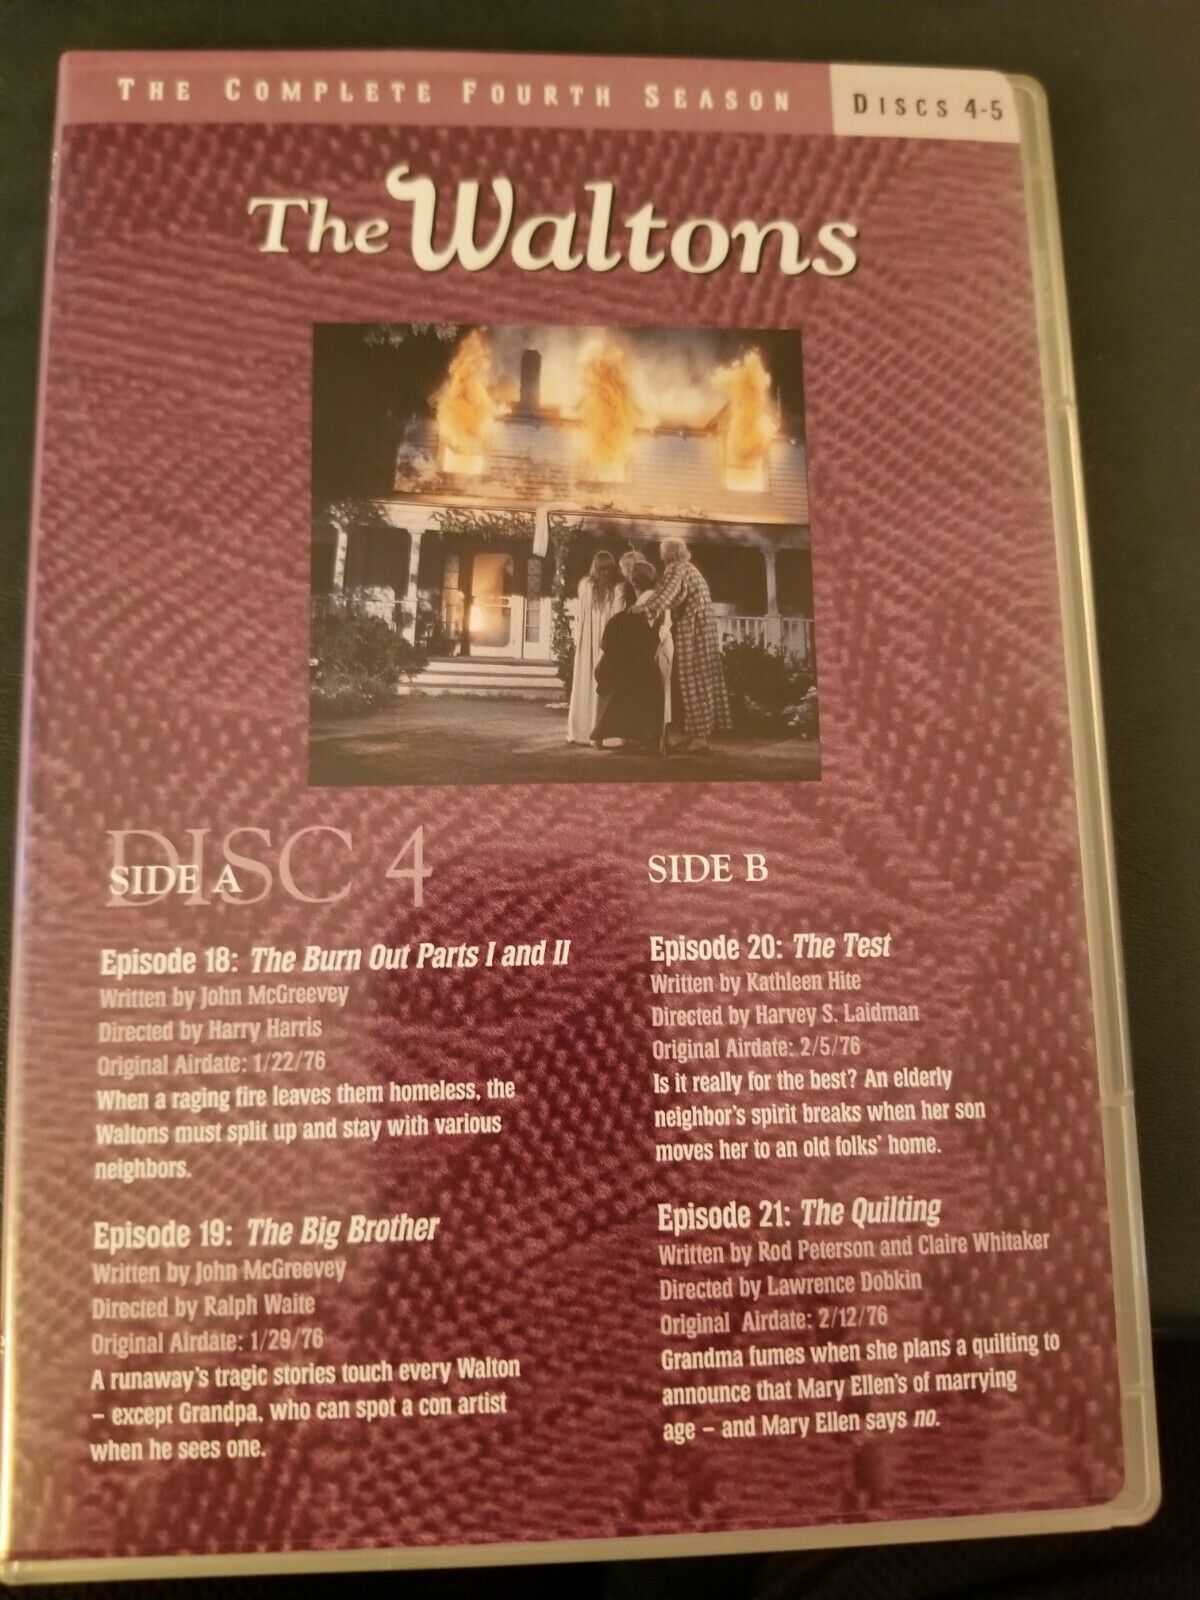 THE COMPLETE FOURTH SEASON
DISCS 4-5
The Waltons
DISC 4
SIDE A
Episode 18: The Burn Out Parts I and II
Written by John McGreevey
Directed by Harry Harris
Original Airdate: 1/22/76
When a raging fire leaves them homeless, the
Waltons must split up and stay with various
neighbors.
Episode 19: The Big Brother
Written by John McGreevey
Directed by Ralph Waite
Original Airdate: 1/29/76
A runaway's tragic stories touch every Walton
– except Grandpa, who can spot a con artist
when he sees one.
SIDE B
Episode 20: The Test
Written by Kathleen Hite
Directed by Harvey S. Laidman
Original Airdate: 2/5/76
Is it really for the best? An elderly
neighbor's spirit breaks when her son
moves her to an old folks' home.
Episode 21: The Quilting
Written by Rod Peterson and Claire Whitaker
Directed by Lawrence Dobkin
Original Airdate: 2/12/76
Grandma fumes when she plans a quilting to
announce that Mary Ellen's of marrying
age – and Mary Ellen says no.